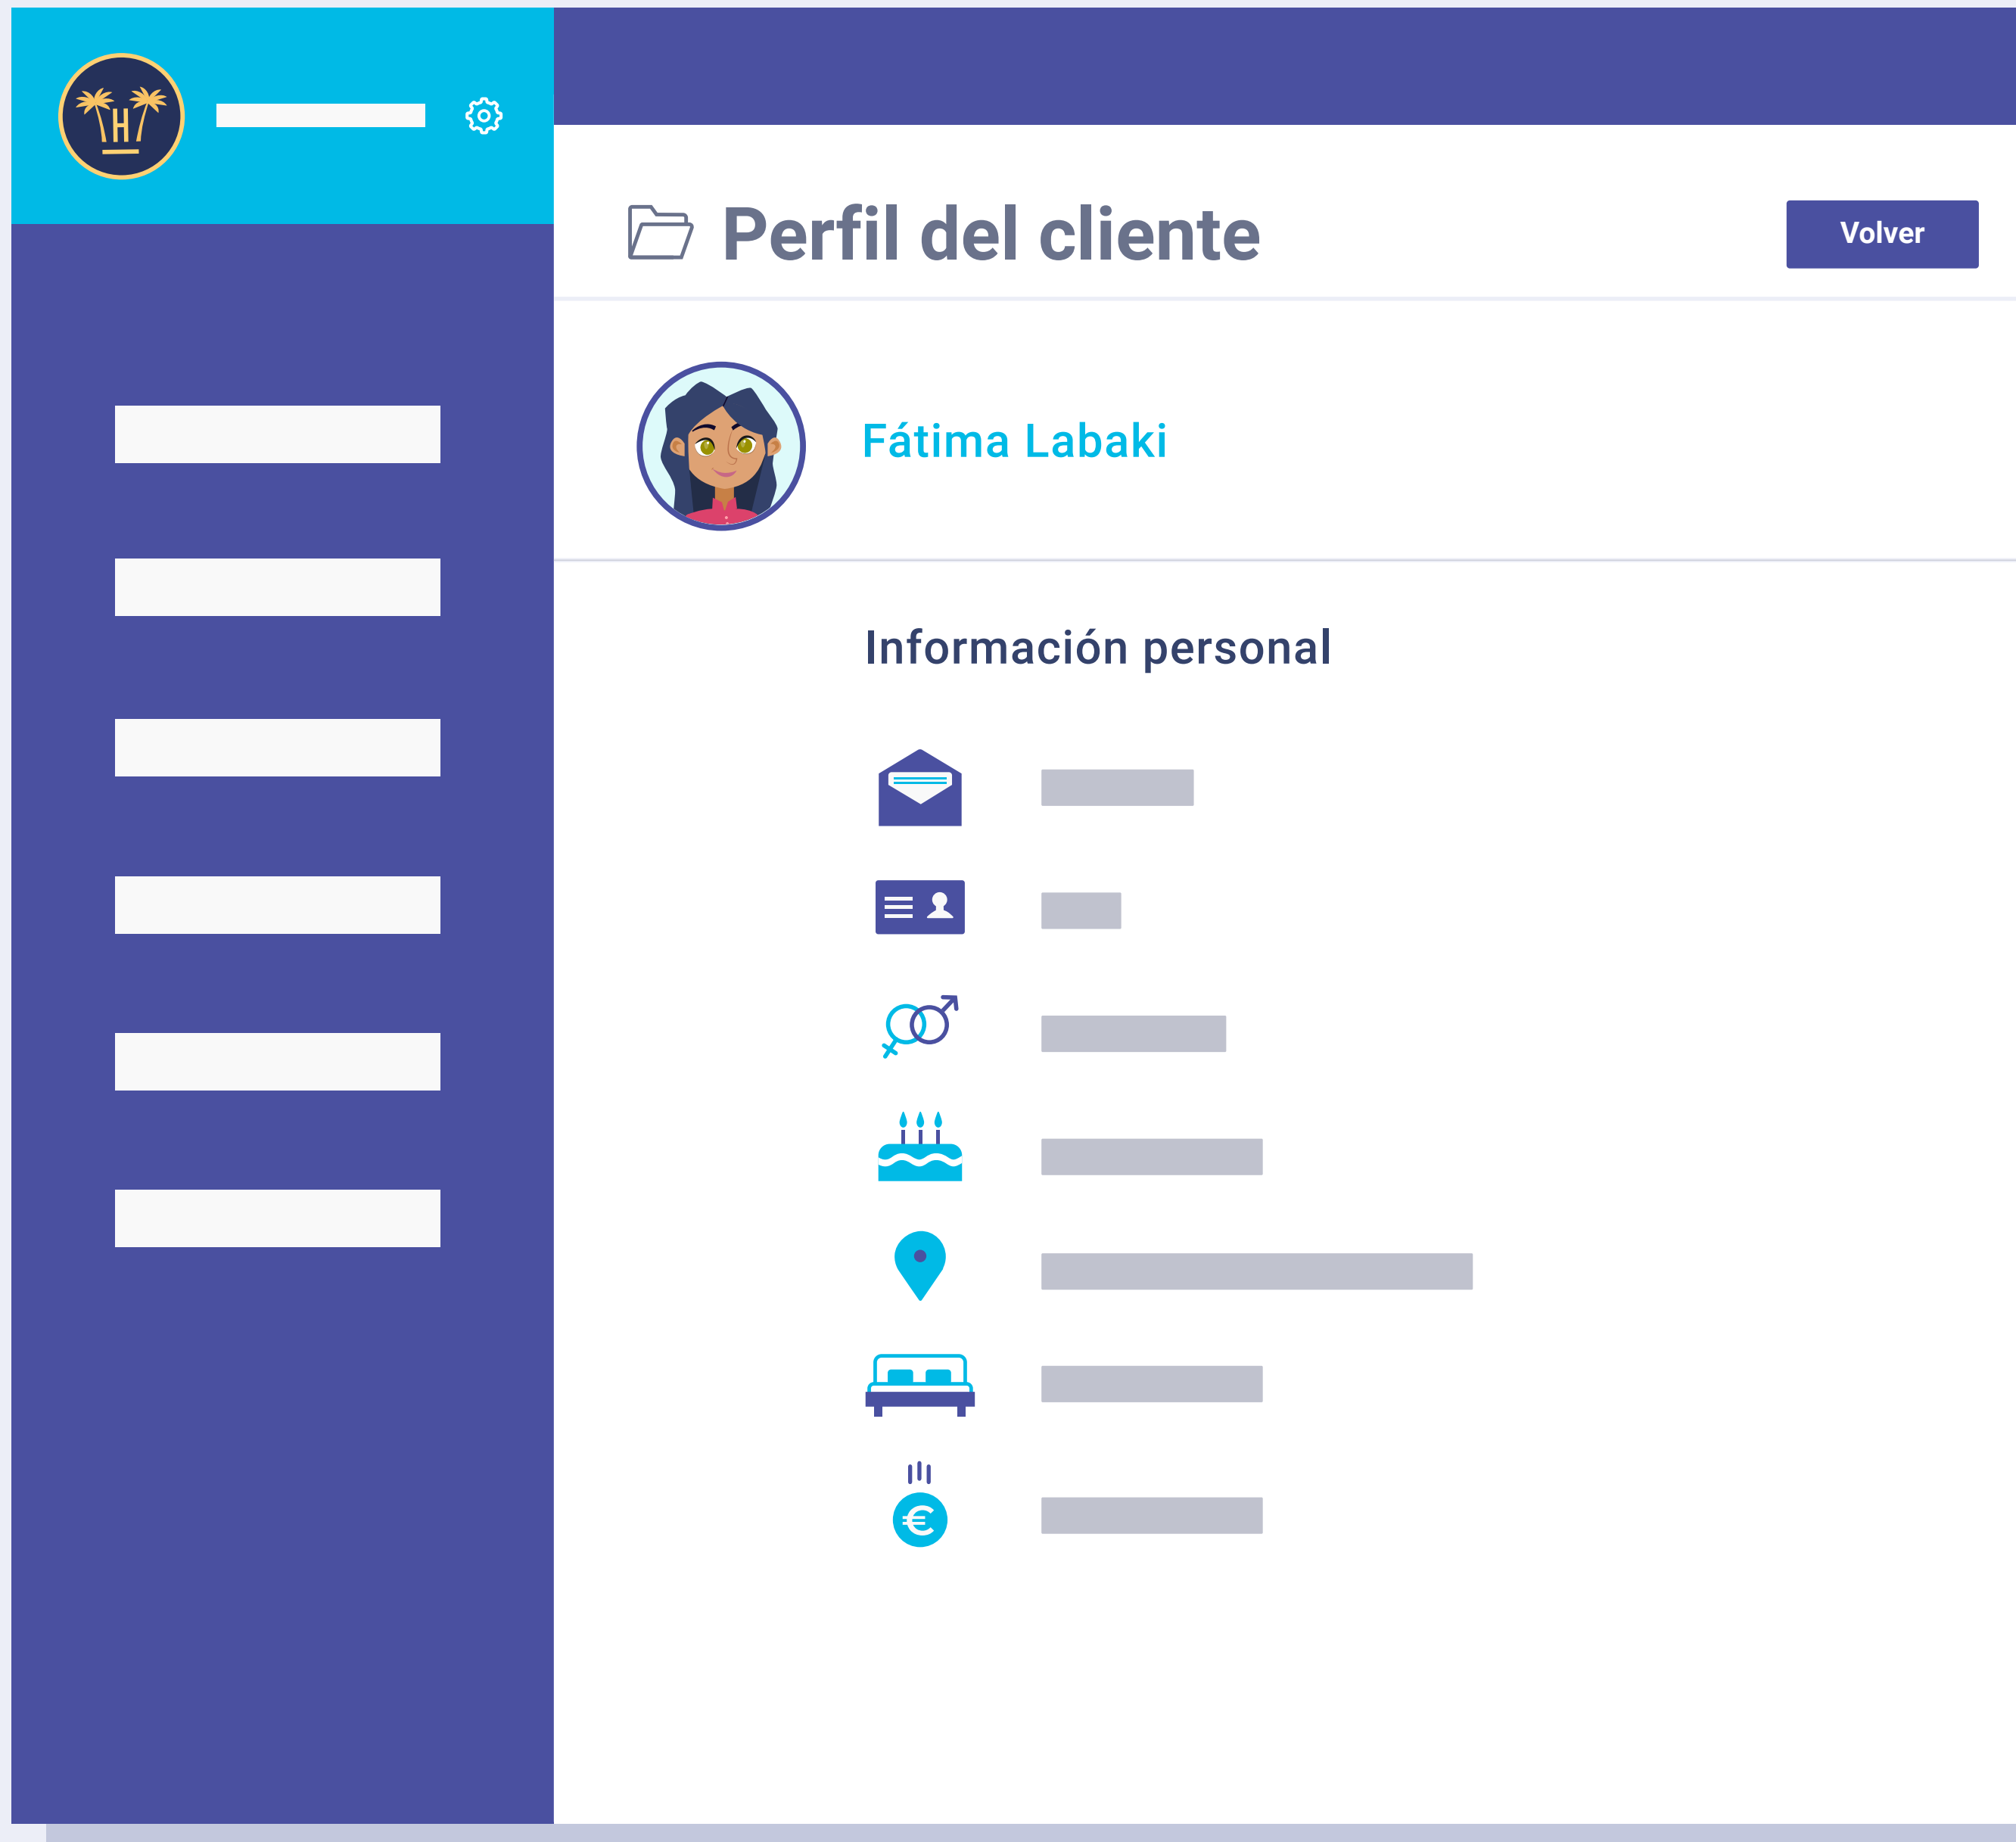 H
Perfil del cliente
Volver
Fátima Labaki
Información personal
€